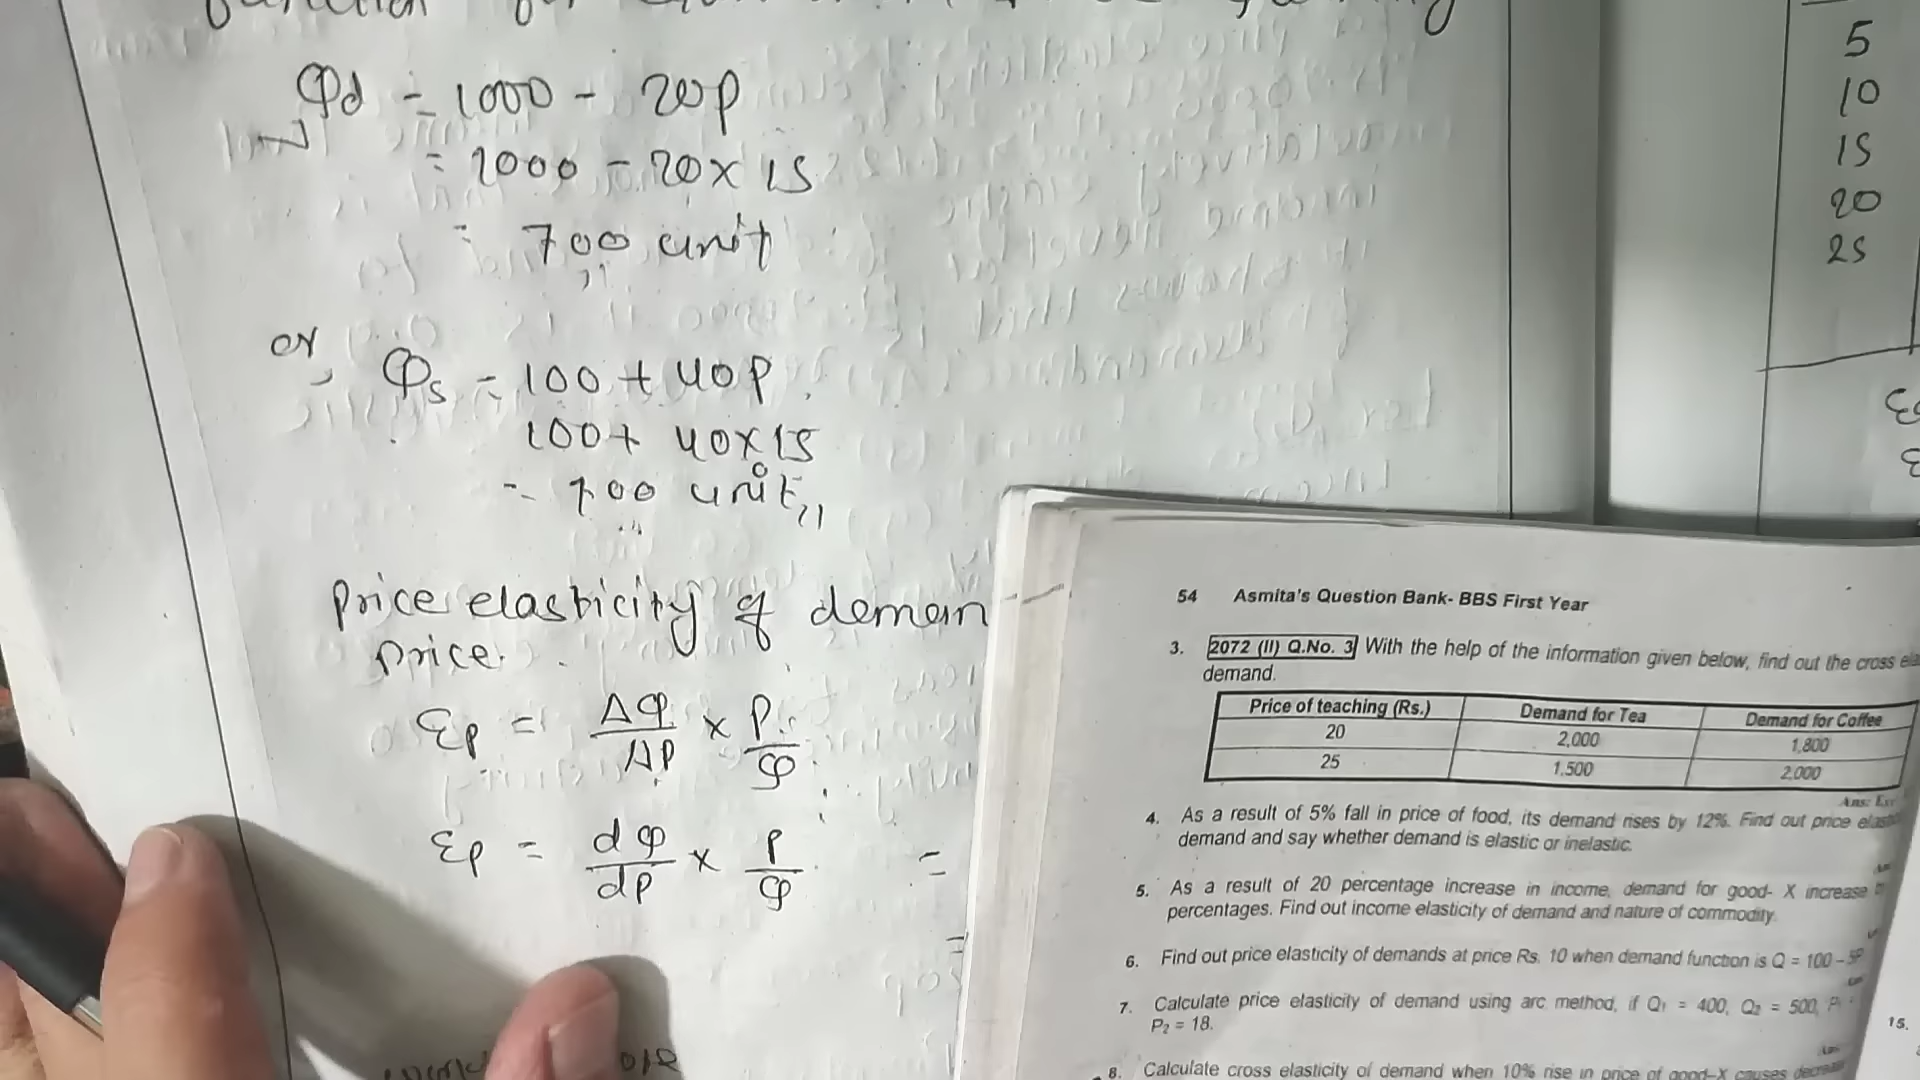 Qd = 1000 - 20p
= 1000 - 20 x 15
= 700 unit
or, Qs = 100 + 40p
100 + 40 x 15
= 700 unit
price elasticity of deman
price.
Ep = ΔQ/ΔP x P/Q
Ep = dQ/dP x P/Q =
=
5
10
15
20
25
54 Asmita's Question Bank- BBS First Year
3. 2072 (II) Q.No. 3 With the help of the information given below, find out the cross ela
demand.
Price of teaching (Rs.) Demand for Tea Demand for Coffee
20 2,000 1,800
25 1,500 2,000
Ans:
4. As a result of 5% fall in price of food, its demand rises by 12%. Find out price elast
demand and say whether demand is elastic or inelastic.
5. As a result of 20 percentage increase in income, demand for good- X increase
percentages. Find out income elasticity of demand and nature of commodity.
6. Find out price elasticity of demands at price Rs. 10 when demand function is Q = 100 - 5P
7. Calculate price elasticity of demand using arc method, if Q1 = 400, Q2 = 500, P1 =
P2 = 18.
15.
8. Calculate cross elasticity of demand when 10% rise in price of good-X causes